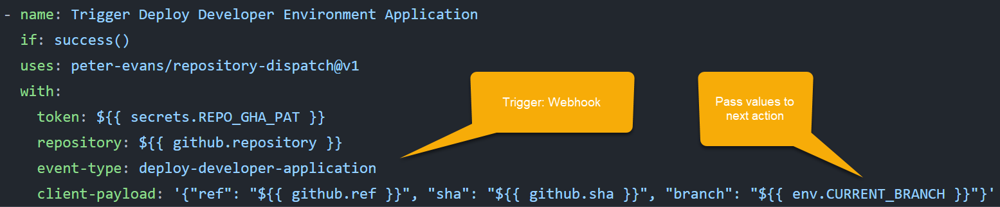 - name: Trigger Deploy Developer Environment Application
if: success()
uses: peter-evans/repository-dispatch@v1
with:
token: ${{ secrets.REPO_GHA_PAT }}
repository: ${{ github.repository }}
event-type: deploy-developer-application
client-payload: '{"ref": "${{ github.ref }}", "sha": "${{ github.sha }}", "branch": "${{ env.CURRENT_BRANCH }}"}'
Trigger: Webhook
Pass values to
next action